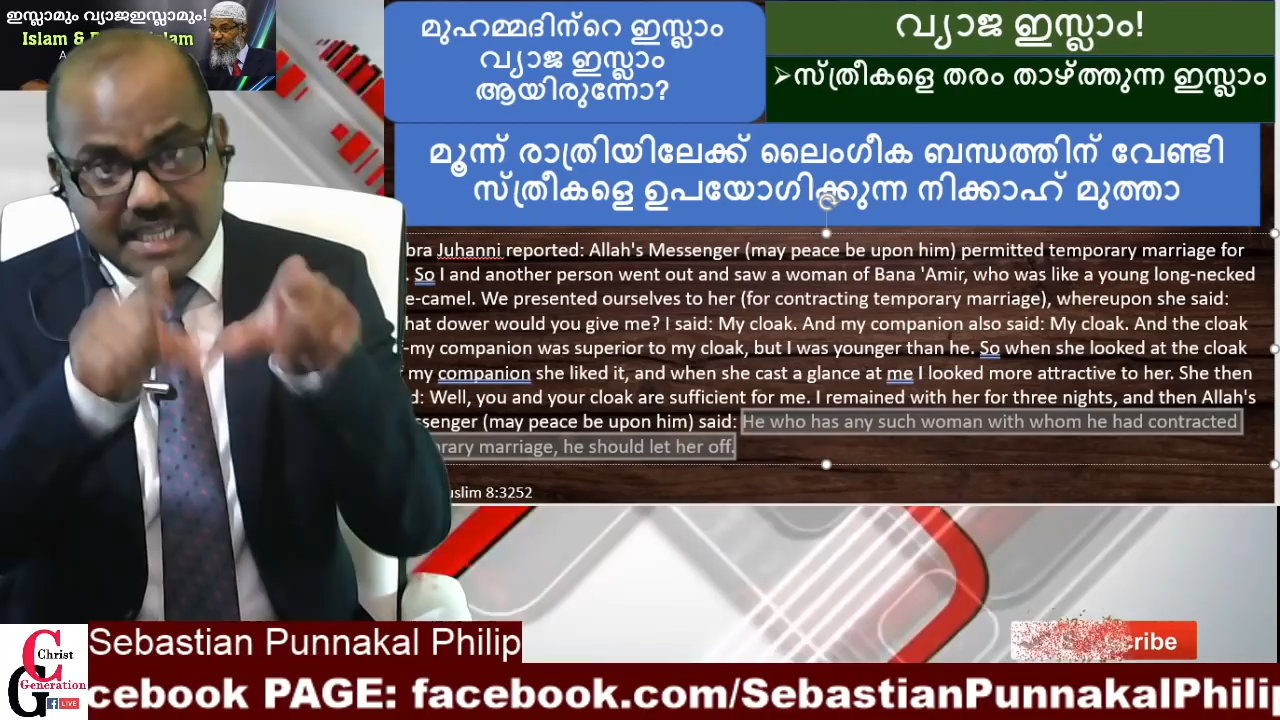 ഇസ്ലാമും വ്യാജഇസ്ലാമും!
Islam &
മുഹമ്മദിന്റെ ഇസ്ലാം
വ്യാജ ഇസ്ലാം
ആയിരുന്നോ?
വ്യാജ ഇസ്ലാം!
➢സ്ത്രീകളെ തരം താഴ്ത്തുന്ന ഇസ്ലാം
മൂന്ന് രാത്രിയിലേക്ക് ലൈംഗീക ബന്ധത്തിന് വേണ്ടി
സ്ത്രീകളെ ഉപയോഗിക്കുന്ന നിക്കാഹ് മുത്താ
bra Juhanni reported: Allah's Messenger (may peace be upon him) permitted temporary marriage for
. So I and another person went out and saw a woman of Bana 'Amir, who was like a young long-necked
e-camel. We presented ourselves to her (for contracting temporary marriage), whereupon she said:
hat dower would you give me? I said: My cloak. And my companion also said: My cloak. And the cloak
-my companion was superior to my cloak, but I was younger than he. So when she looked at the cloak
my companion she liked it, and when she cast a glance at me I looked more attractive to her. She then
d: Well, you and your cloak are sufficient for me. I remained with her for three nights, and then Allah's
ssenger (may peace be upon him) said: He who has any such woman with whom he had contracted
orary marriage, he should let her off.
uslim 8:3252
Sebastian Punnakal Philip
cribe
Christ
Generation
LIVE
cebook PAGE: facebook.com/SebastianPunnakalPhilip